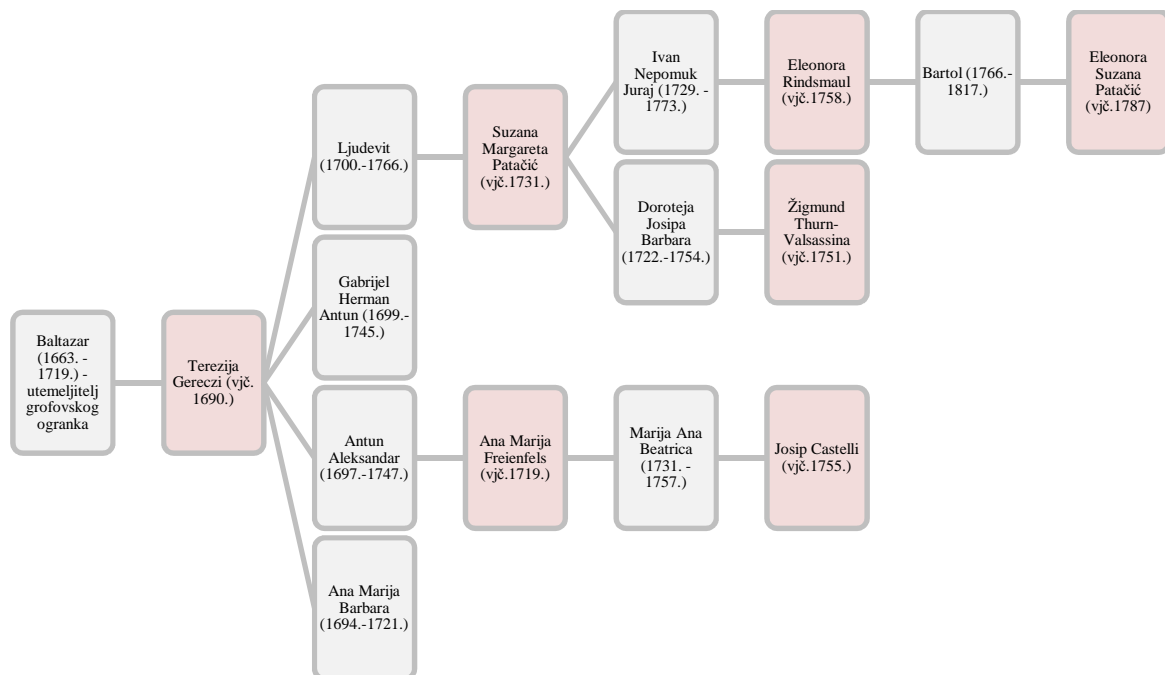 Baltazar
(1663. -
1719.) -
utemeljitelj
grofovskog
ogranka
Terezija
Gereczi (vjč.
1690.)
Ljudevit
(1700.-1766.)
Suzana
Margareta
Patačić
(vjč.1731.)
Ivan
Nepomuk
Juraj (1729. -
1773.)
Eleonora
Rindsmaul
(vjč.1758.)
Bartol (1766.-
1817.)
Eleonora
Suzana
Patačić
(vjč.1787)
Doroteja
Josipa
Barbara
(1722.-1754.)
Žigmund
Thurn-
Valsassina
(vjč.1751.)
Gabrijel
Herman
Antun (1699.-
1745.)
Antun
Aleksandar
(1697.-1747.)
Ana Marija
Freienfels
(vjč.1719.)
Marija Ana
Beatrica
(1731. -
1757.)
Josip Castelli
(vjč.1755.)
Ana Marija
Barbara
(1694.-1721.)